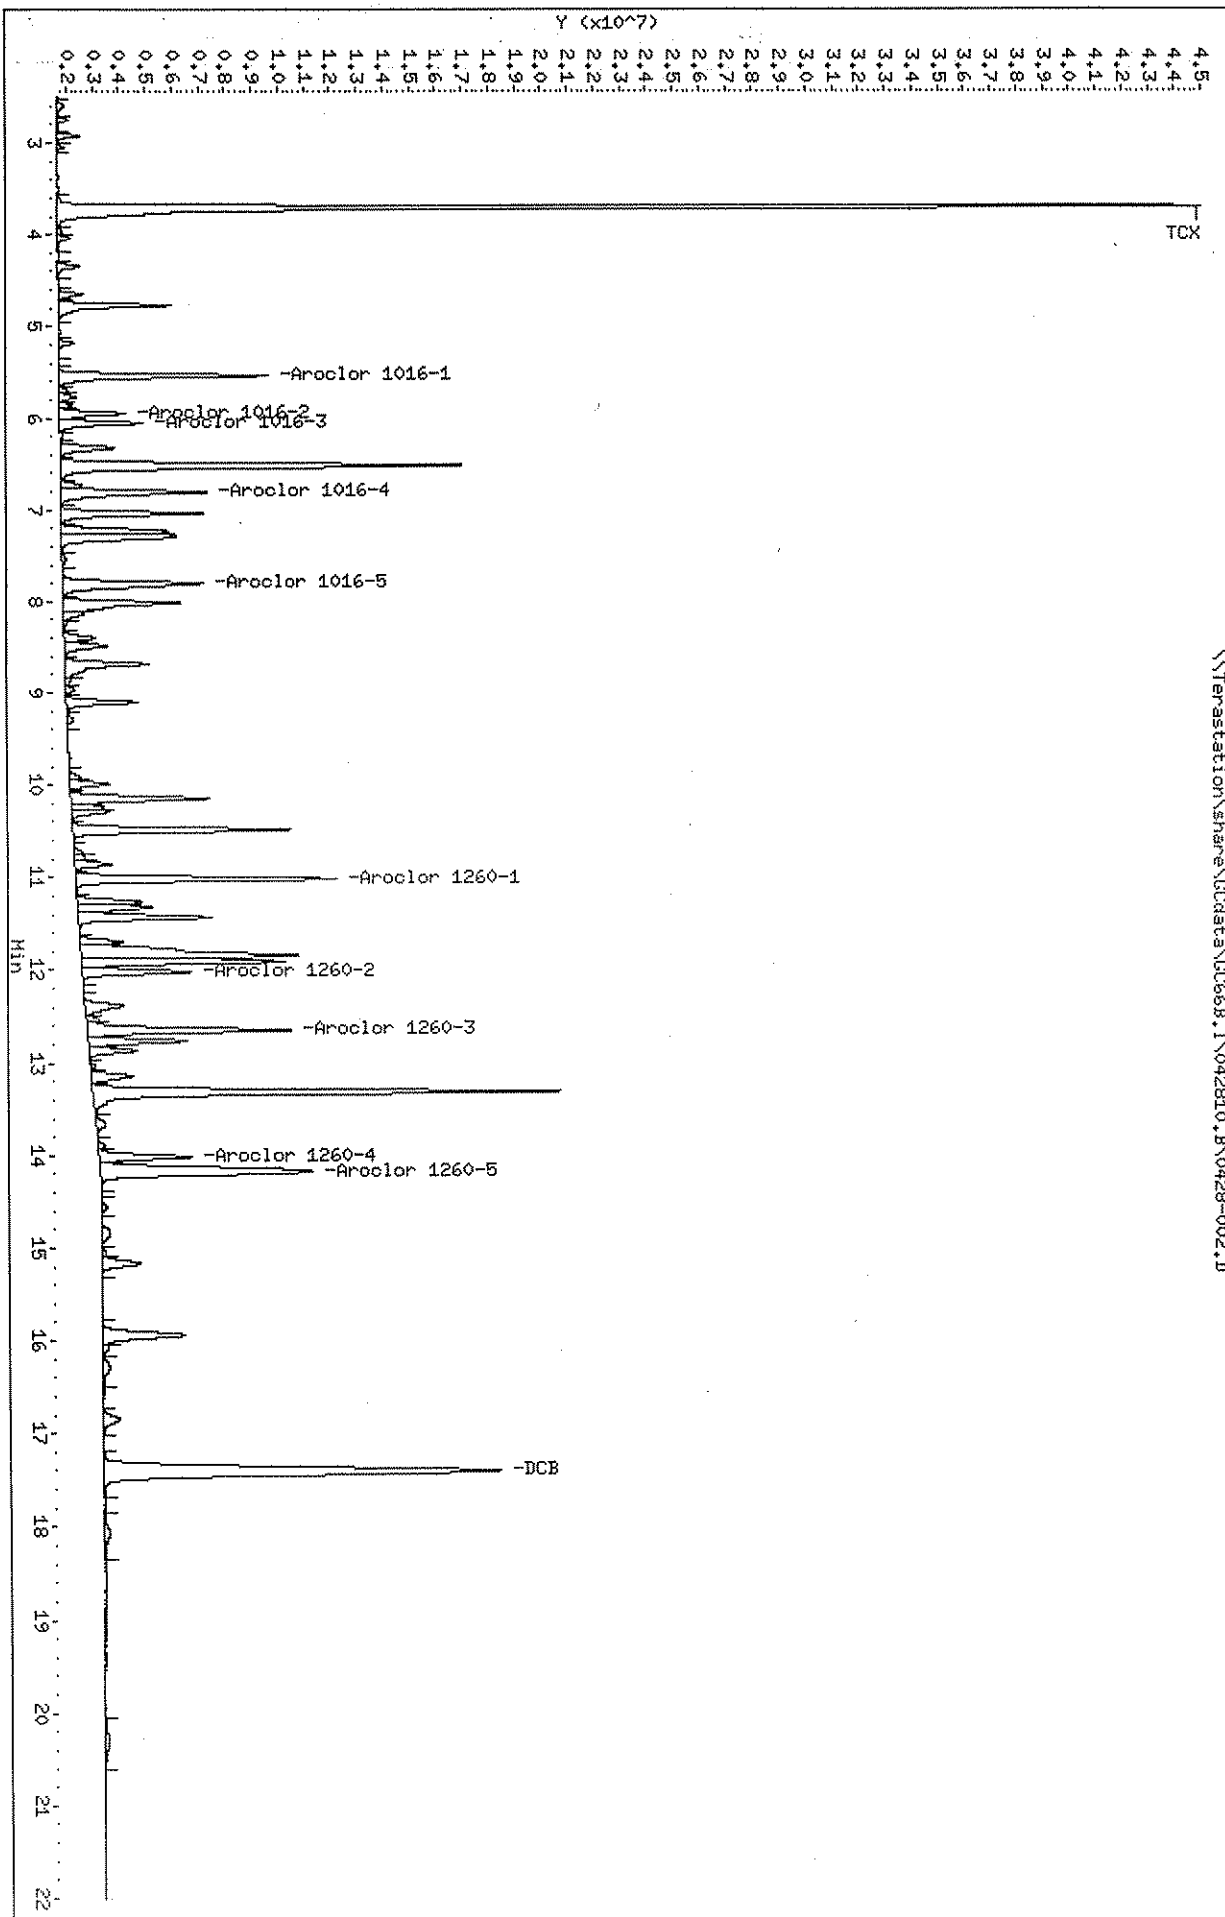 \\Terastation\share\GCdata\GC66B.i\042810.B\0428-002.D
Y (x10^7)
4.5
4.4
4.3
4.2
4.1
4.0
3.9
3.8
3.7
3.6
3.5
3.4
3.3
3.2
3.1
3.0
2.9
2.8
2.7
2.6
2.5
2.4
2.3
2.2
2.1
2.0
1.9
1.8
1.7
1.6
1.5
1.4
1.3
1.2
1.1
1.0
0.9
0.8
0.7
0.6
0.5
0.4
0.3
0.2
TCX
-Aroclor 1016-1
-Aroclor 1016-2
-Aroclor 1016-3
-Aroclor 1016-4
-Aroclor 1016-5
-Aroclor 1260-1
-Aroclor 1260-2
-Aroclor 1260-3
-Aroclor 1260-4
-Aroclor 1260-5
-DCB
3 4 5 6 7 8 9 10 11 12 13 14 15 16 17 18 19 20 21 22
Min